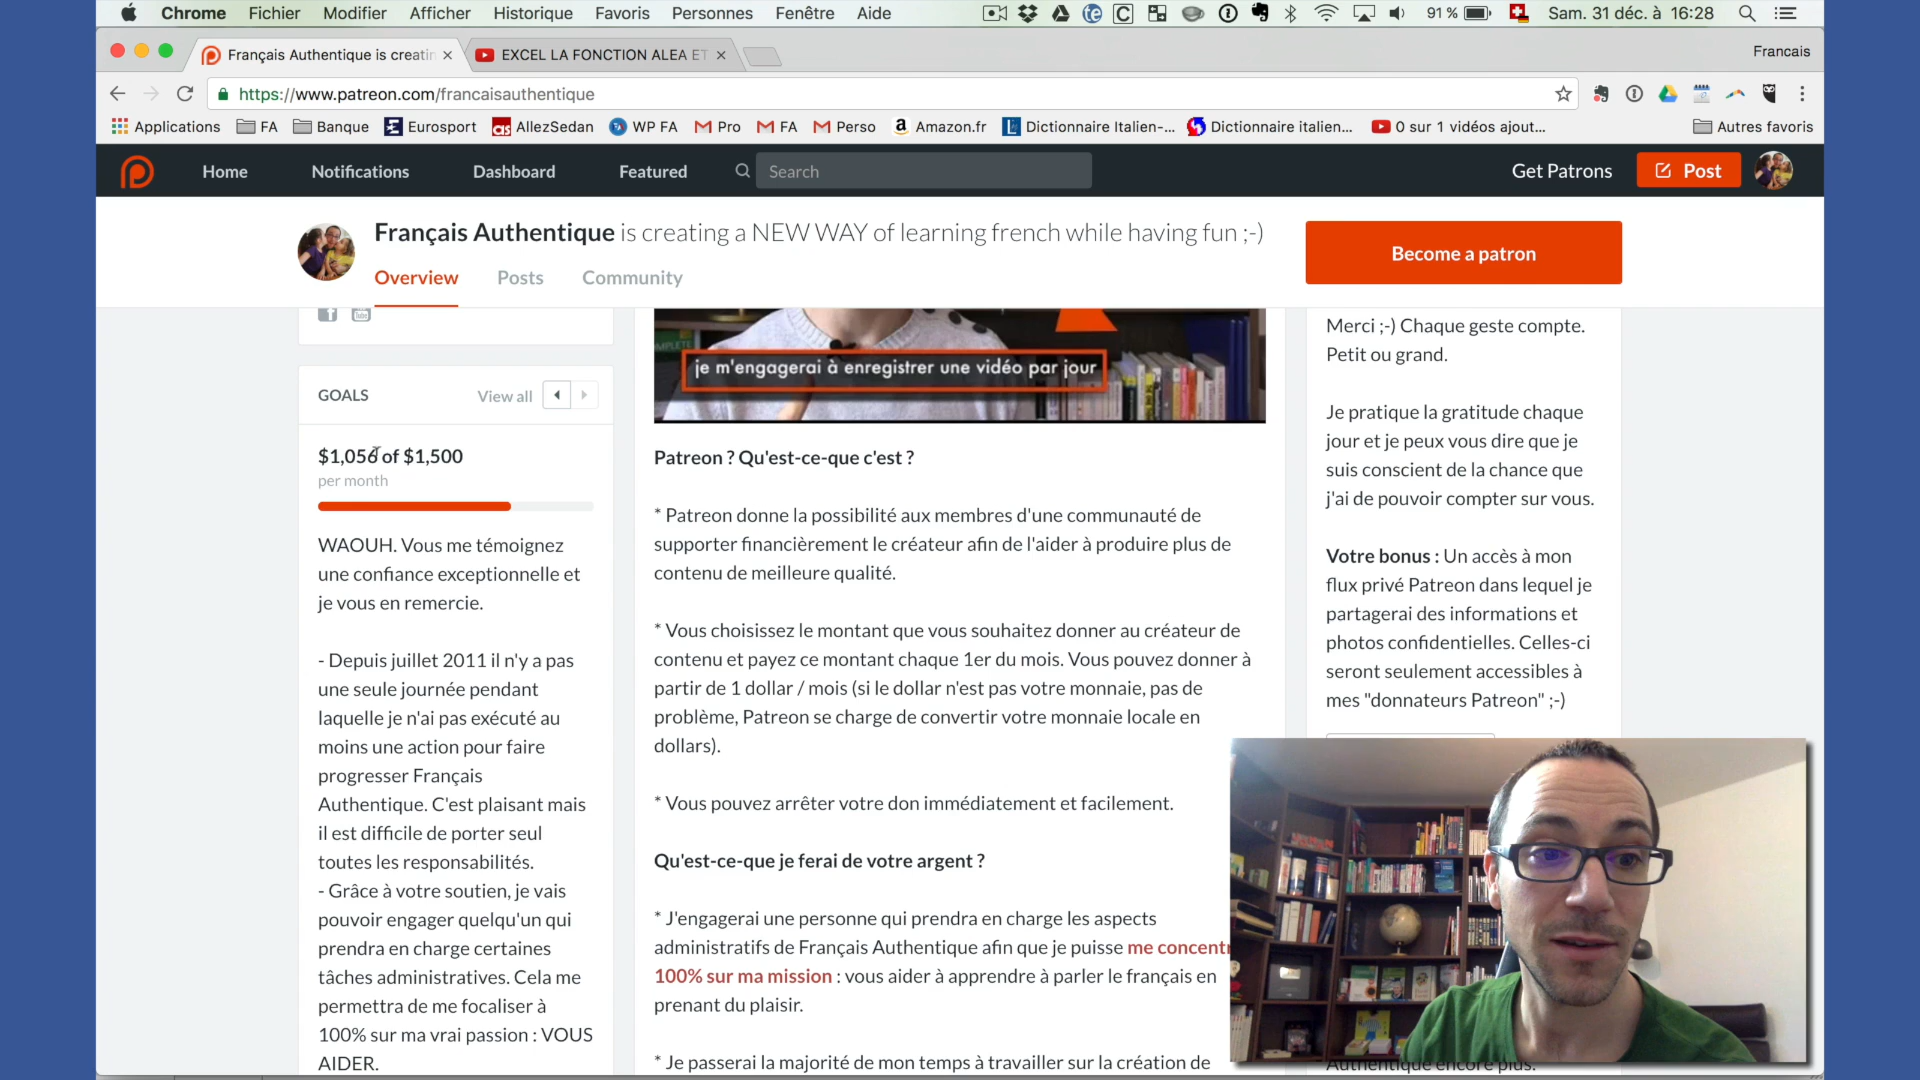 Chrome Fichier Modifier Afficher Historique Favoris Personnes Fenêtre Aide 91 % Sam. 31 déc. à 16:28
Français Authentique is creatin EXCEL LA FONCTION ALEA ET Francais
https://www.patreon.com/francaisauthentique
Applications FA Banque Eurosport AllezSedan WP FA Pro FA Perso Amazon.fr Dictionnaire Italien-... Dictionnaire italien... 0 sur 1 vidéos ajout... Autres favoris
Home Notifications Dashboard Featured Search Get Patrons Post
Français Authentique is creating a NEW WAY of learning french while having fun ;-)
Become a patron
Overview Posts Community
GOALS View all
$1,056 of $1,500
per month
WAOUH. Vous me témoignez
une confiance exceptionnelle et
je vous en remercie.
- Depuis juillet 2011 il n'y a pas
une seule journée pendant
laquelle je n'ai pas exécuté au
moins une action pour faire
progresser Français
Authentique. C'est plaisant mais
il est difficile de porter seul
toutes les responsabilités.
- Grâce à votre soutien, je vais
pouvoir engager quelqu'un qui
prendra en charge certaines
tâches administratives. Cela me
permettra de me focaliser à
100% sur ma vrai passion : VOUS
AIDER.
je m'engagerai à enregistrer une vidéo par jour
Patreon ? Qu'est-ce-que c'est ?
* Patreon donne la possibilité aux membres d'une communauté de
supporter financièrement le créateur afin de l'aider à produire plus de
contenu de meilleure qualité.
* Vous choisissez le montant que vous souhaitez donner au créateur de
contenu et payez ce montant chaque 1er du mois. Vous pouvez donner à
partir de 1 dollar / mois (si le dollar n'est pas votre monnaie, pas de
problème, Patreon se charge de convertir votre monnaie locale en
dollars).
* Vous pouvez arrêter votre don immédiatement et facilement.
Qu'est-ce-que je ferai de votre argent ?
* J'engagerai une personne qui prendra en charge les aspects
administratifs de Français Authentique afin que je puisse me concentr
100% sur ma mission : vous aider à apprendre à parler le français en
prenant du plaisir.
* Je passerai la majorité de mon temps à travailler sur la création de
Merci ;-) Chaque geste compte.
Petit ou grand.
Je pratique la gratitude chaque
jour et je peux vous dire que je
suis conscient de la chance que
j'ai de pouvoir compter sur vous.
Votre bonus : Un accès à mon
flux privé Patreon dans lequel je
partagerai des informations et
photos confidentielles. Celles-ci
seront seulement accessibles à
mes "donnateurs Patreon" ;-)
Authentique encore plus.